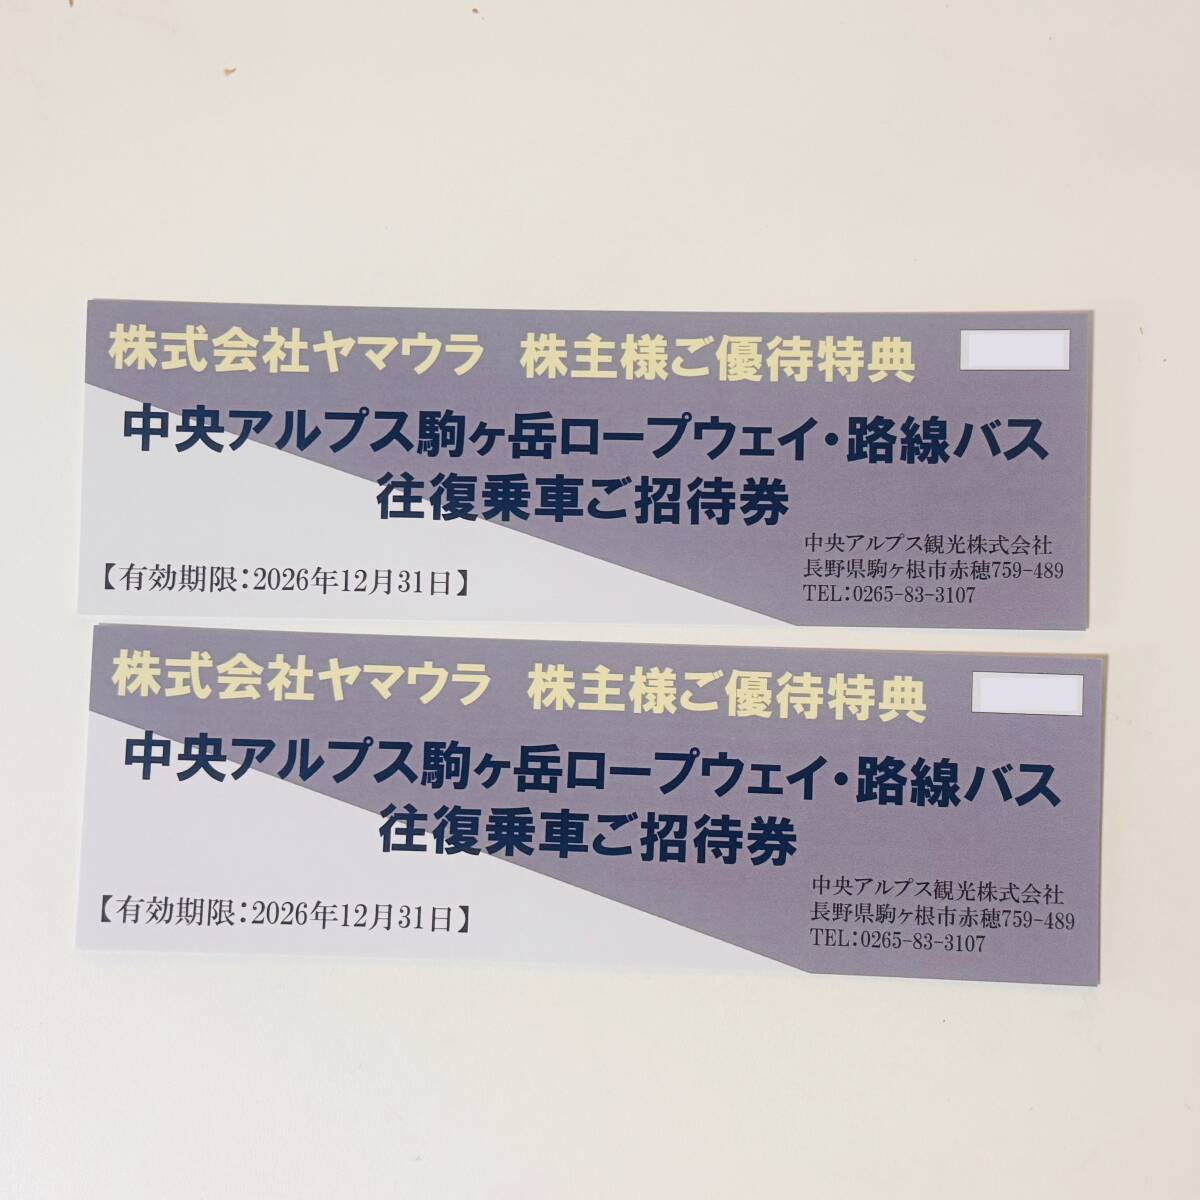 株式会社ヤマウラ 株主様ご優待特典
中央アルプス駒ヶ岳ロープウェイ・路線バス
往復乗車ご招待券
【有効期限：2026年12月31日】
中央アルプス観光株式会社
長野県駒ヶ根市赤穂759-489
TEL：0265-83-3107
株式会社ヤマウラ 株主様ご優待特典
中央アルプス駒ヶ岳ロープウェイ・路線バス
往復乗車ご招待券
【有効期限：2026年12月31日】
中央アルプス観光株式会社
長野県駒ヶ根市赤穂759-489
TEL：0265-83-3107